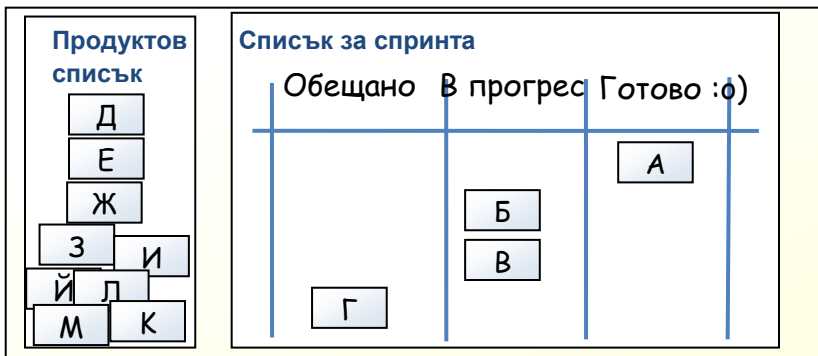 Продуктов
списък
Д
Е
Ж
З
И
Й
Л
М
К
Списък за спринта
Обещано В прогрес Готово :о)
А
Б
В
Г